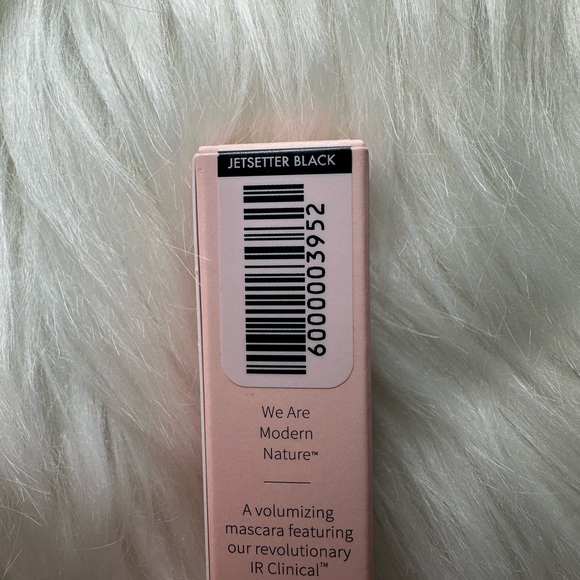 JETSETTER BLACK
6000003952
We Are
Modern
Nature™
A volumizing
mascara featuring
our revolutionary
IR Clinical™